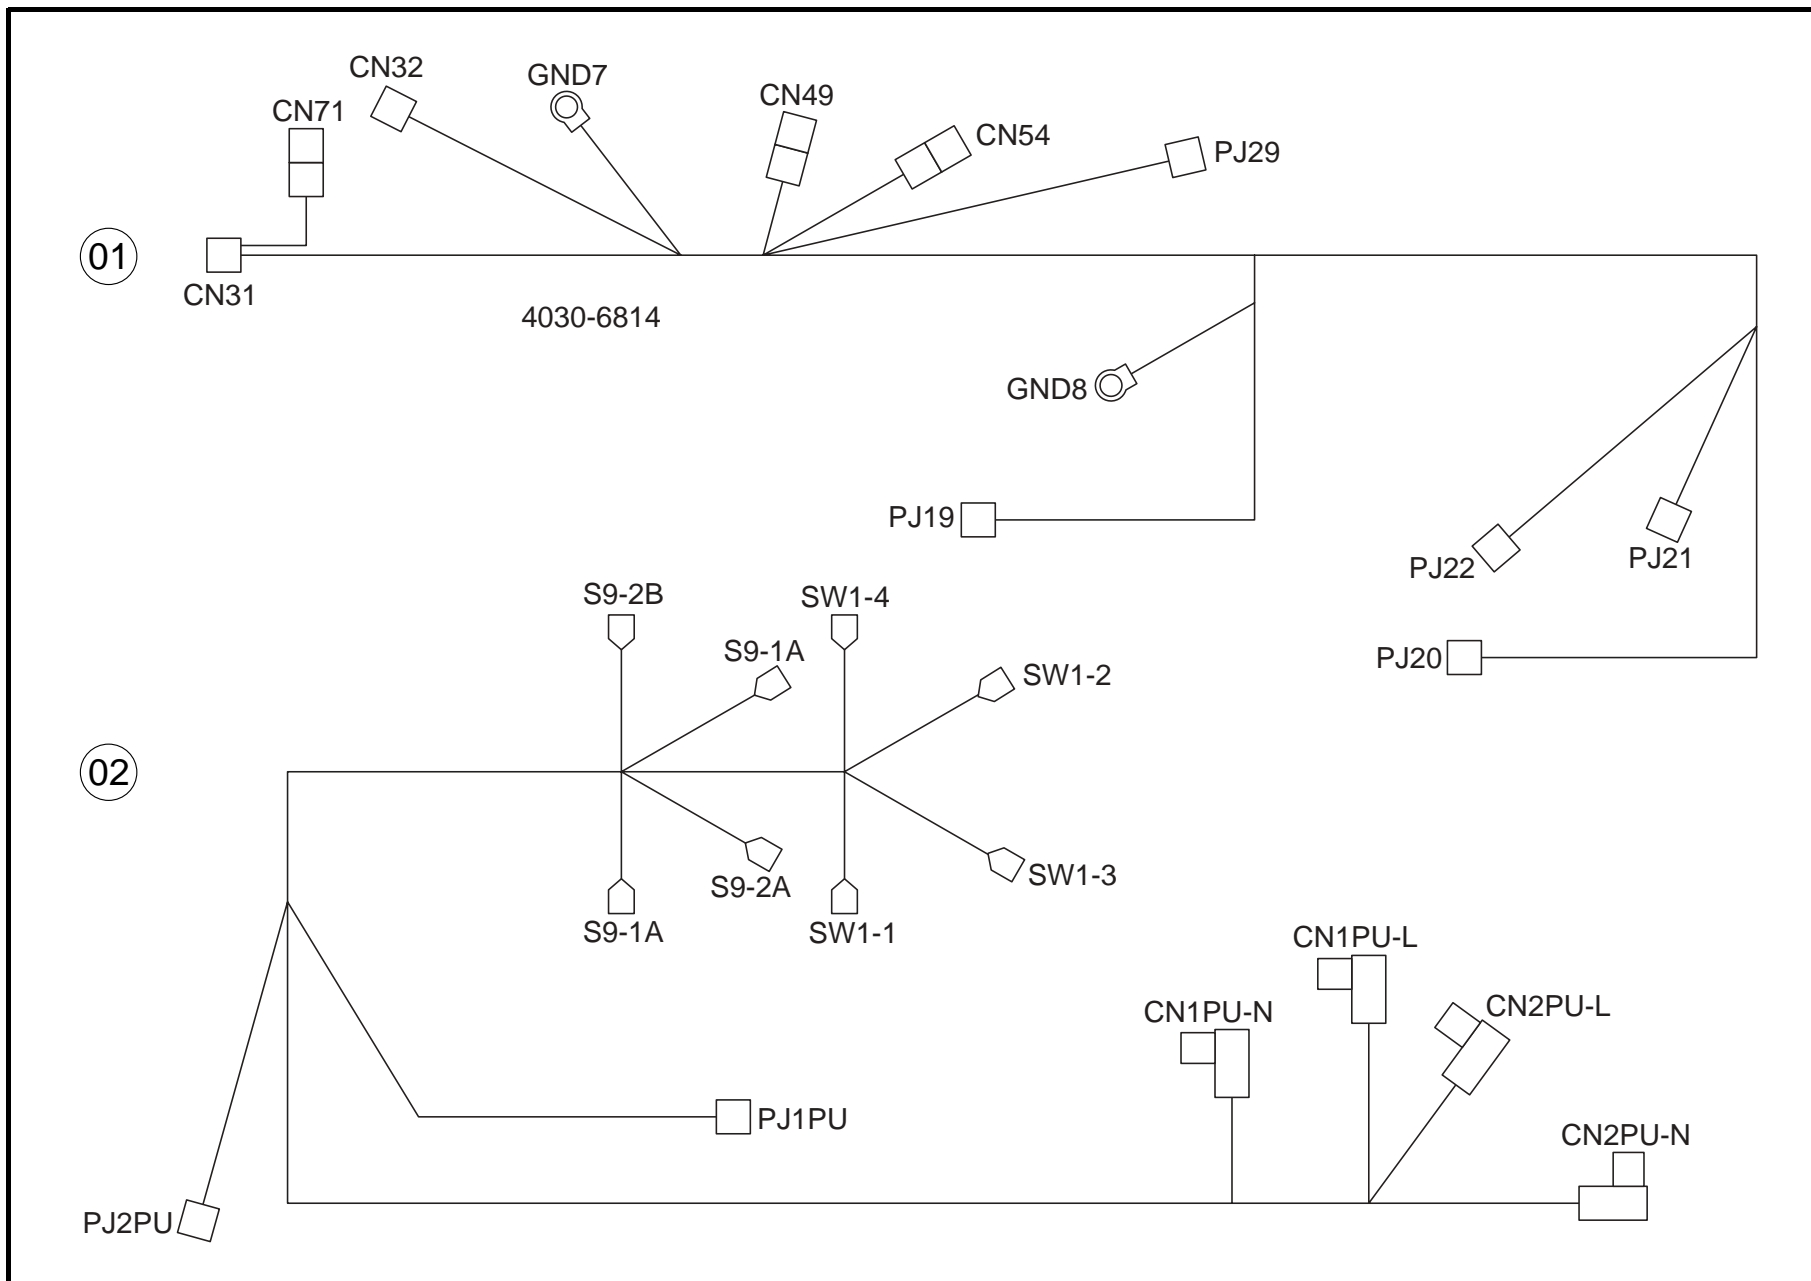 CN32
GND7
CN71
CN49
CN54
PJ29
01
CN31
4030-6814
GND8
PJ19
PJ22
PJ21
PJ20
S9-2B
SW1-4
S9-1A
SW1-2
02
S9-2A
SW1-3
S9-1A
SW1-1
CN1PU-L
CN1PU-N
CN2PU-L
PJ1PU
CN2PU-N
PJ2PU